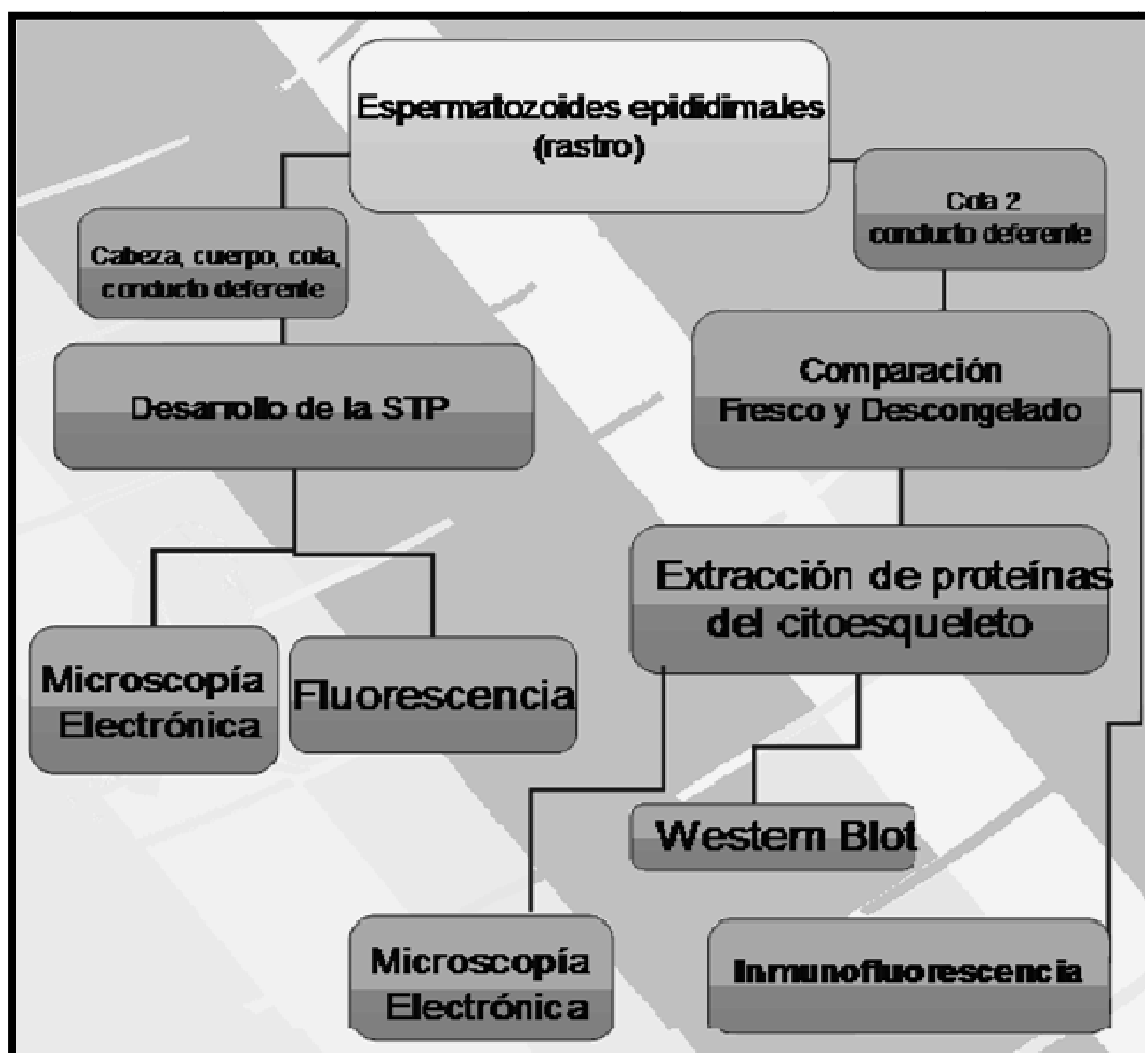 Espermatozoides epididimales
(rastro)
Cabeza, cuerpo, cola,
conducto deferente
Cola 2
conducto deferente
Desarrollo de la STP
Comparación
Fresco y Descongelado
Microscopía
Electrónica
Fluorescencia
Extracción de proteínas
del citoesqueleto
Western Blot
Microscopía
Electrónica
Inmunofluorescencia